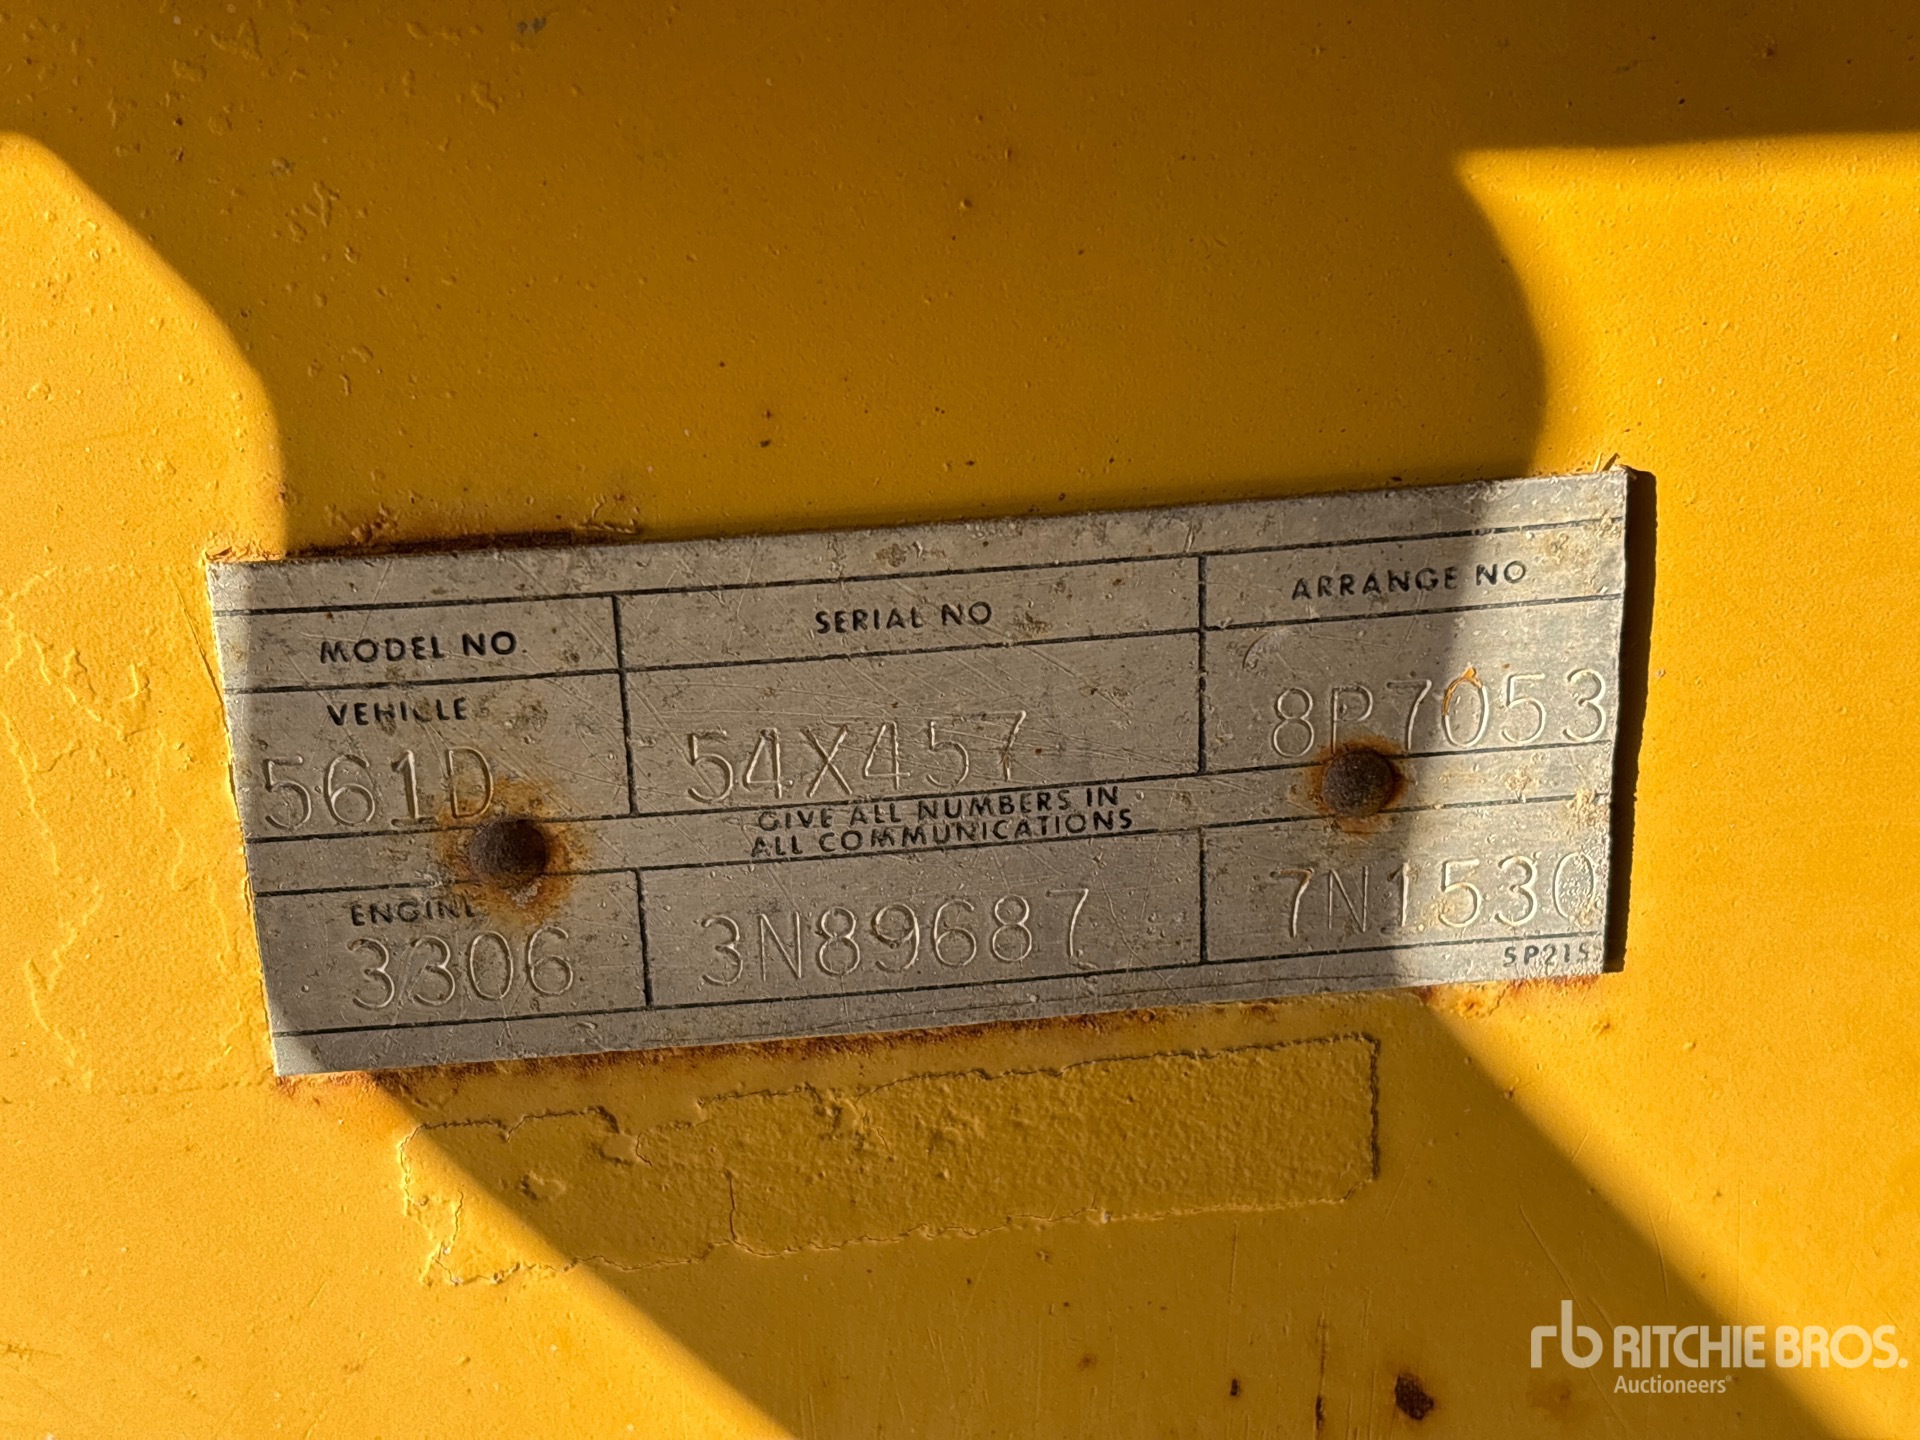 MODEL NO. SERIAL NO ARRANGE NO
VEHICLE
561D 54X457 8P7053
GIVE ALL NUMBERS IN
ALL COMMUNICATIONS
ENGINE
3306 3N89687 7N1530
SP215
rb RITCHIE BROS.
Auctioneers